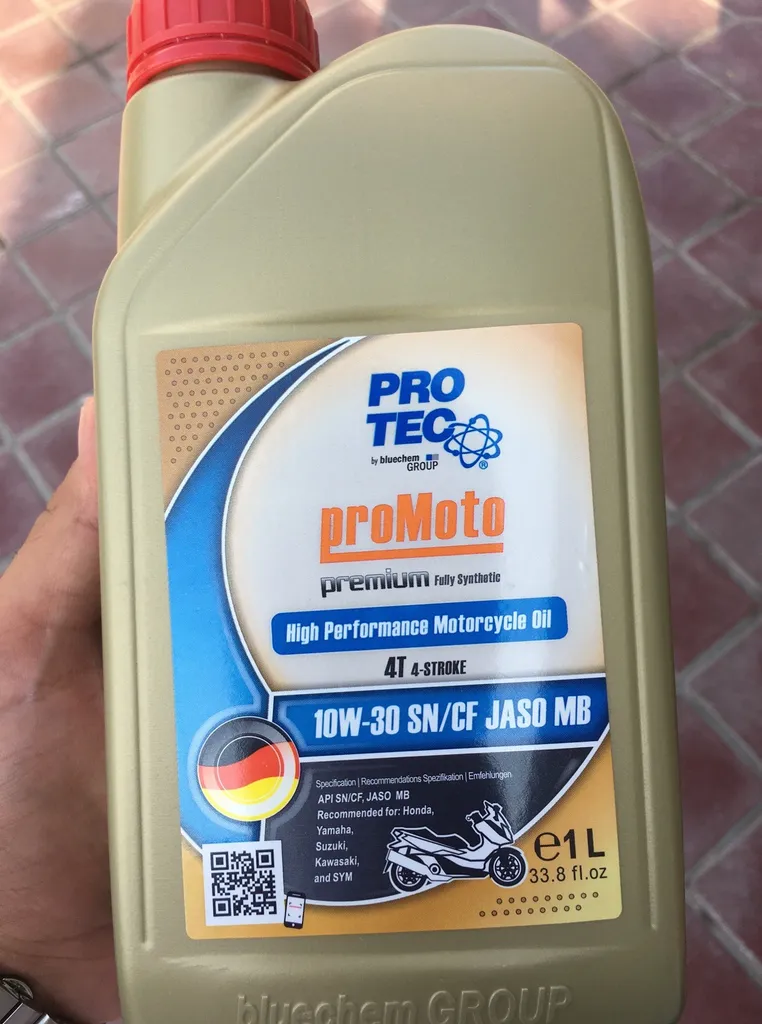 PRO
TEC
®
by bluechem
GROUP
proMoto
premium Fully Synthetic
High Performance Motorcycle Oil
4T 4-STROKE
10W-30 SN/CF JASO MB
Specification | Recommendations Spezifikation | Emfehlungen
API SN/CF, JASO MB
Recommended for: Honda,
Yamaha,
Suzuki,
Kawasaki,
and SYM
℮1 L
33.8 fl.oz
bluechem GROUP